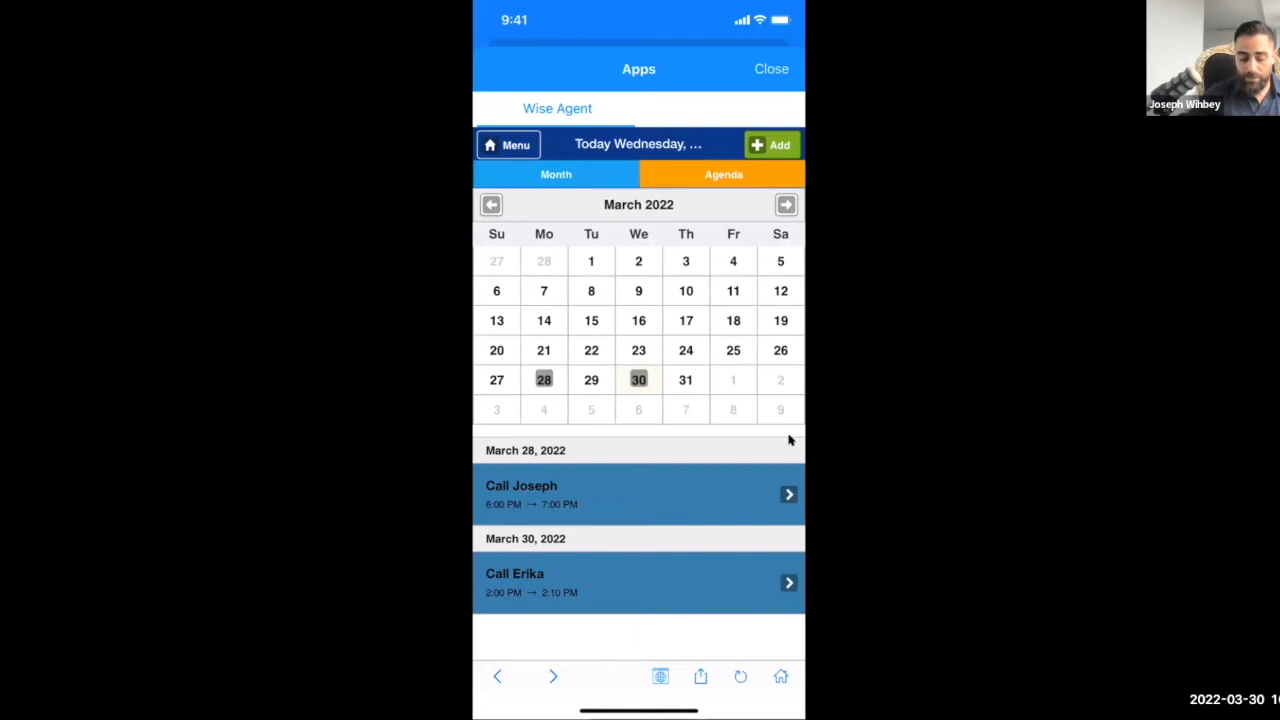 9:41
Apps
Close
Wise Agent
Menu
Today Wednesday, ...
Add
Month
Agenda
March 2022
Su Mo Tu We Th Fr Sa
27 28 1 2 3 4 5
6 7 8 9 10 11 12
13 14 15 16 17 18 19
20 21 22 23 24 25 26
27 28 29 30 31 1 2
3 4 5 6 7 8 9
March 28, 2022
Call Joseph
6:00 PM → 7:00 PM
March 30, 2022
Call Erika
2:00 PM → 2:10 PM
Joseph Wihbey
2022-03-30